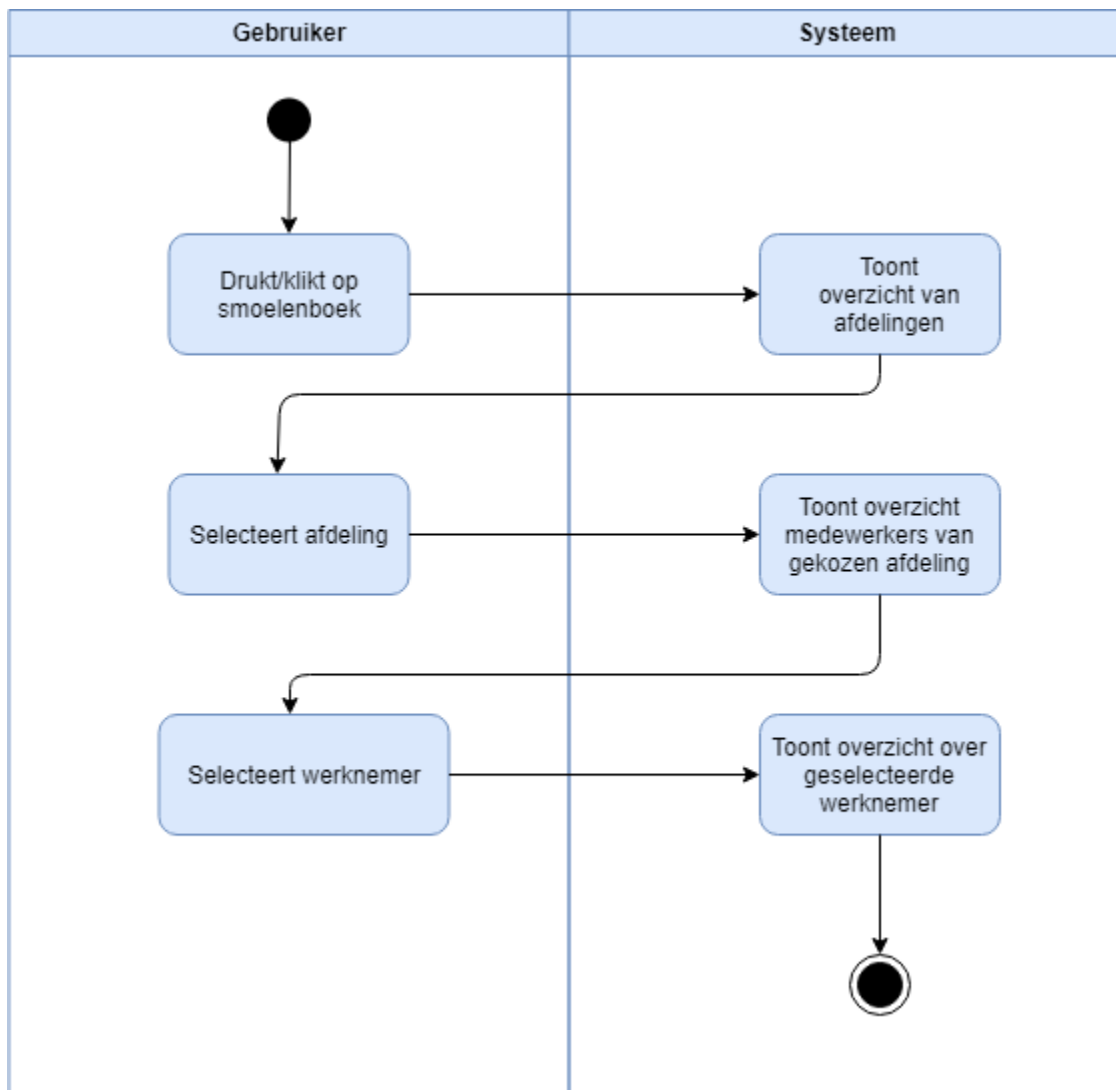 Gebruiker
Systeem
Drukt/klikt op
smoelenboek
Toont
overzicht van
afdelingen
Selecteert afdeling
Toont overzicht
medewerkers van
gekozen afdeling
Selecteert werknemer
Toont overzicht over
geselecteerde
werknemer